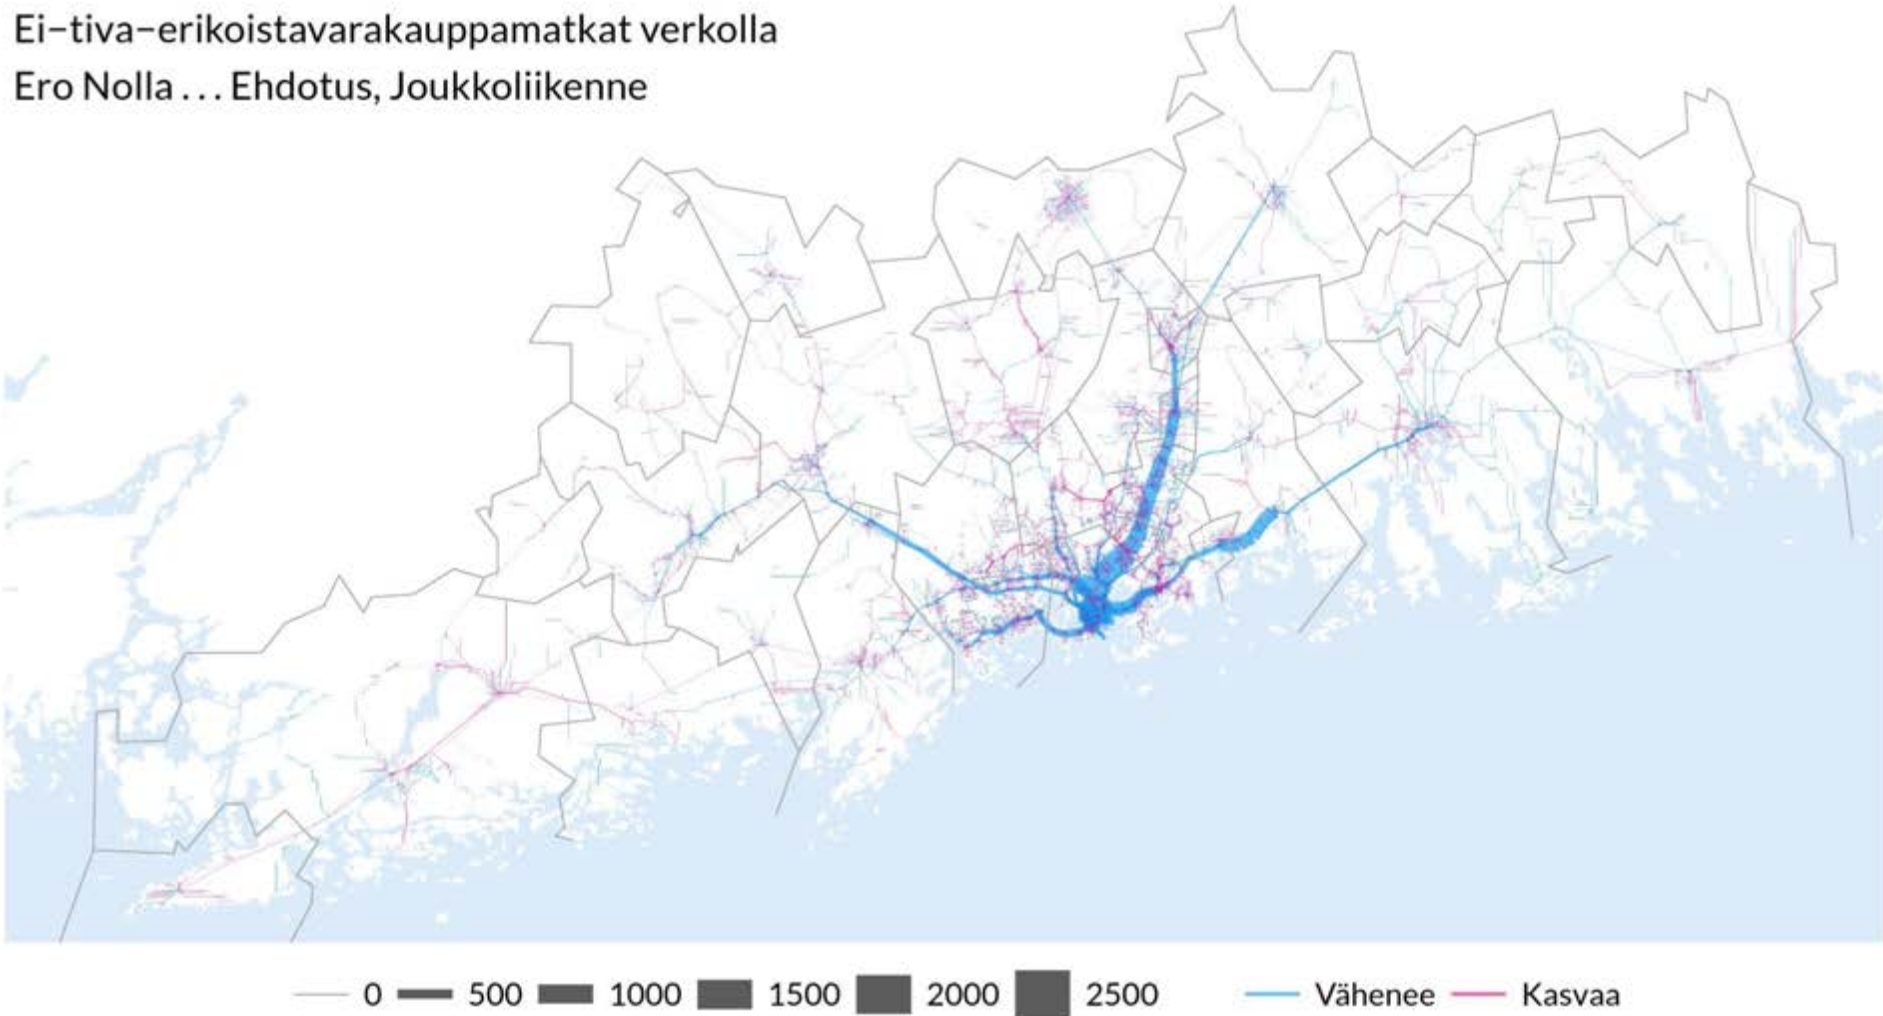 Ei–tiva–erikoistavarakauppamatkat verkolla
Ero Nolla . . . Ehdotus, Joukkoliikenne
0 500 1000 1500 2000 2500 Vähenee Kasvaa